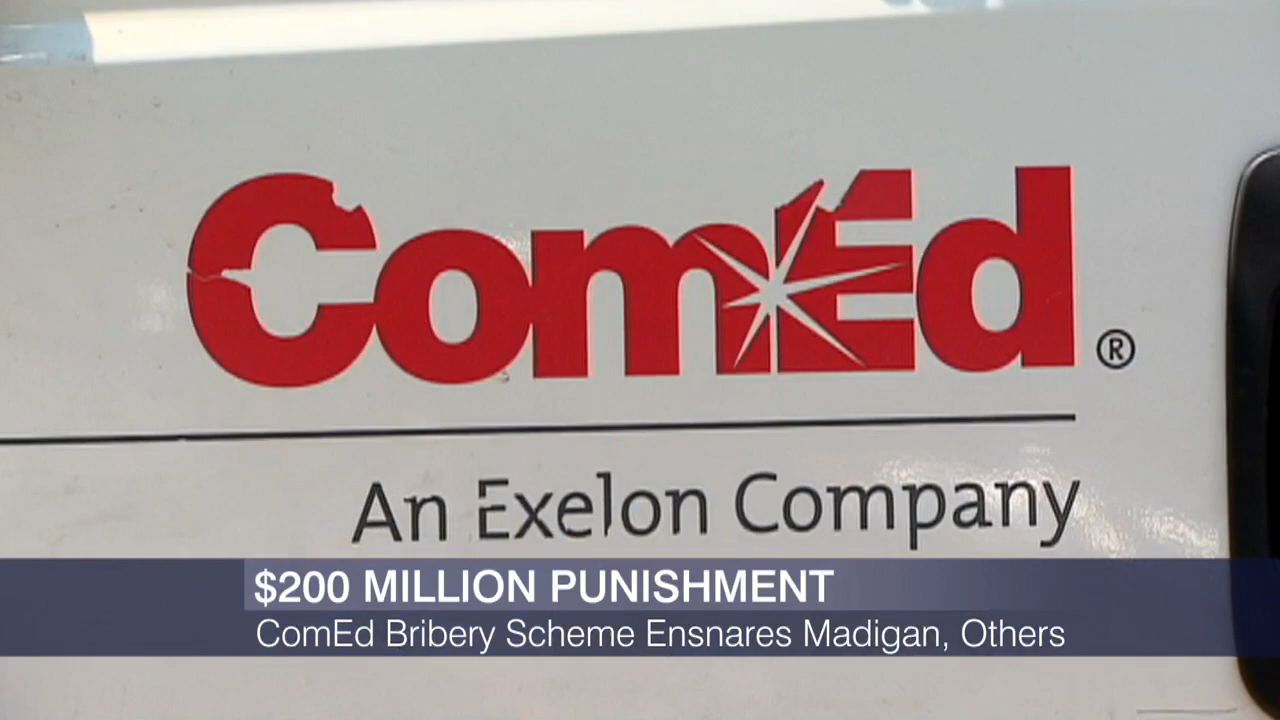 ComEd®
An Exelon Company
$200 MILLION PUNISHMENT
ComEd Bribery Scheme Ensnares Madigan, Others